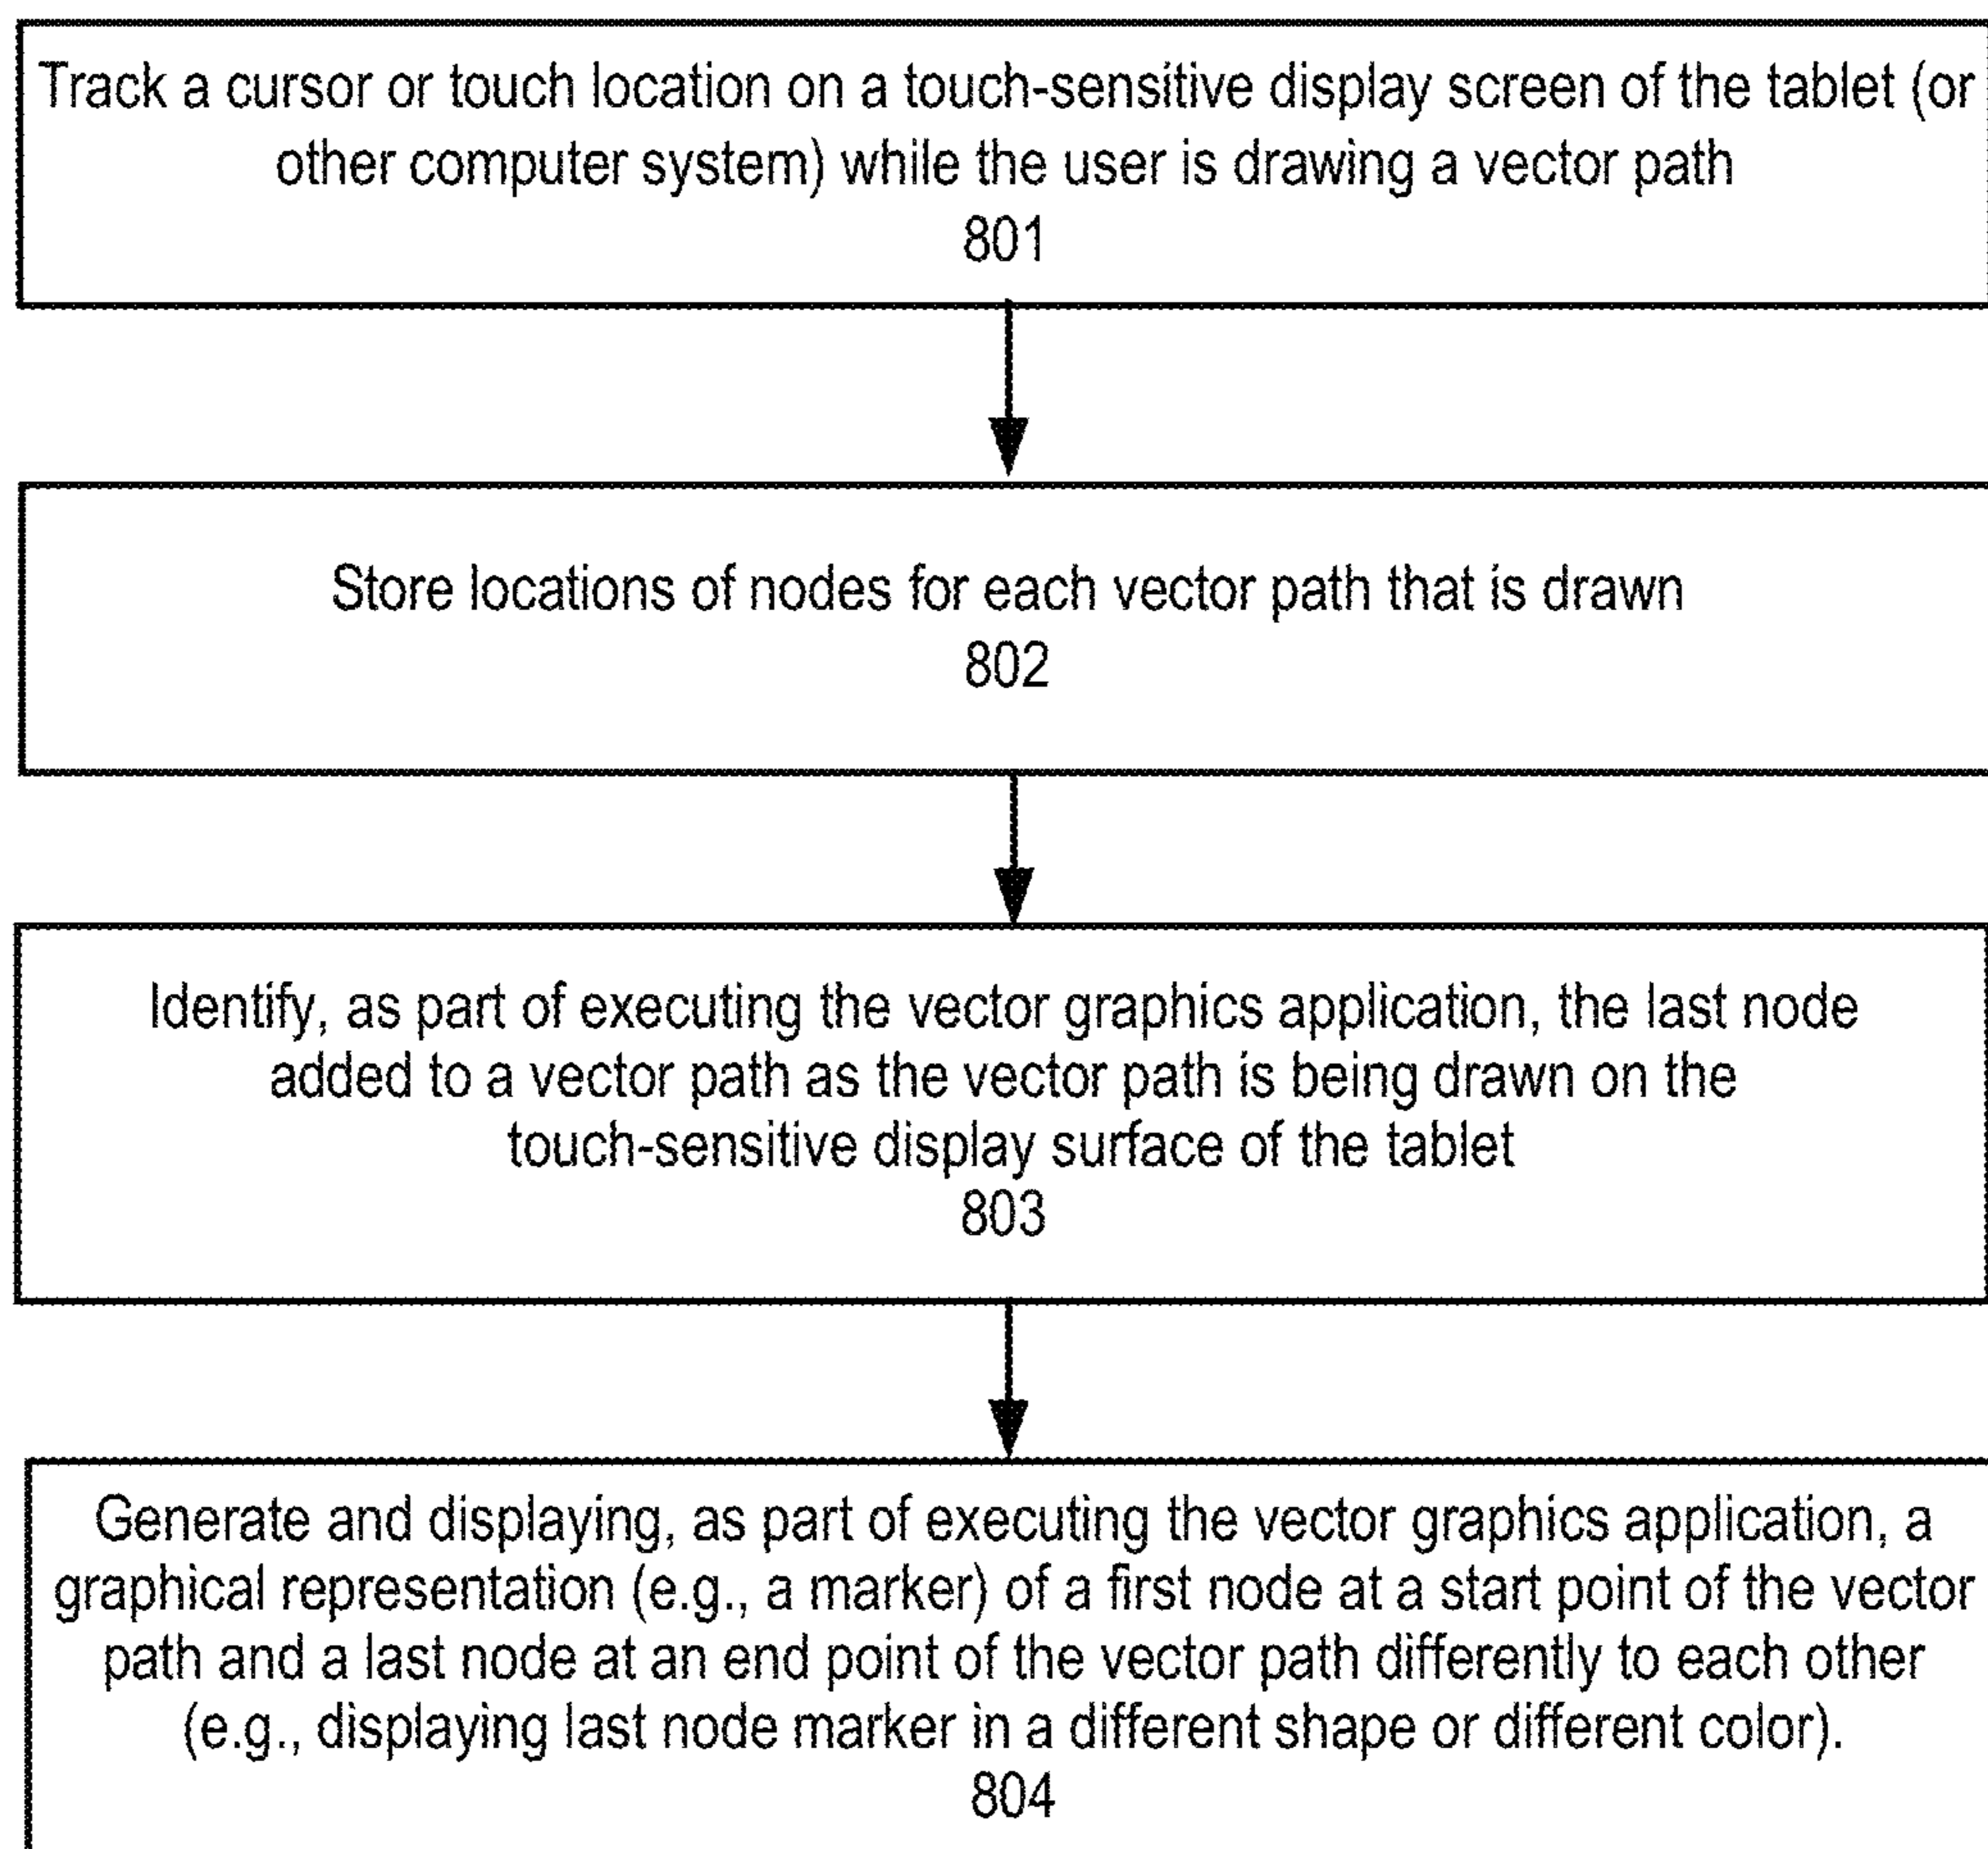 Track a cursor or touch location on a touch-sensitive display screen of the tablet (or
other computer system) while the user is drawing a vector path
801
Store locations of nodes for each vector path that is drawn
802
Identify, as part of executing the vector graphics application, the last node
added to a vector path as the vector path is being drawn on the
touch-sensitive display surface of the tablet
803
Generate and displaying, as part of executing the vector graphics application, a
graphical representation (e.g., a marker) of a first node at a start point of the vector
path and a last node at an end point of the vector path differently to each other
(e.g., displaying last node marker in a different shape or different color).
804